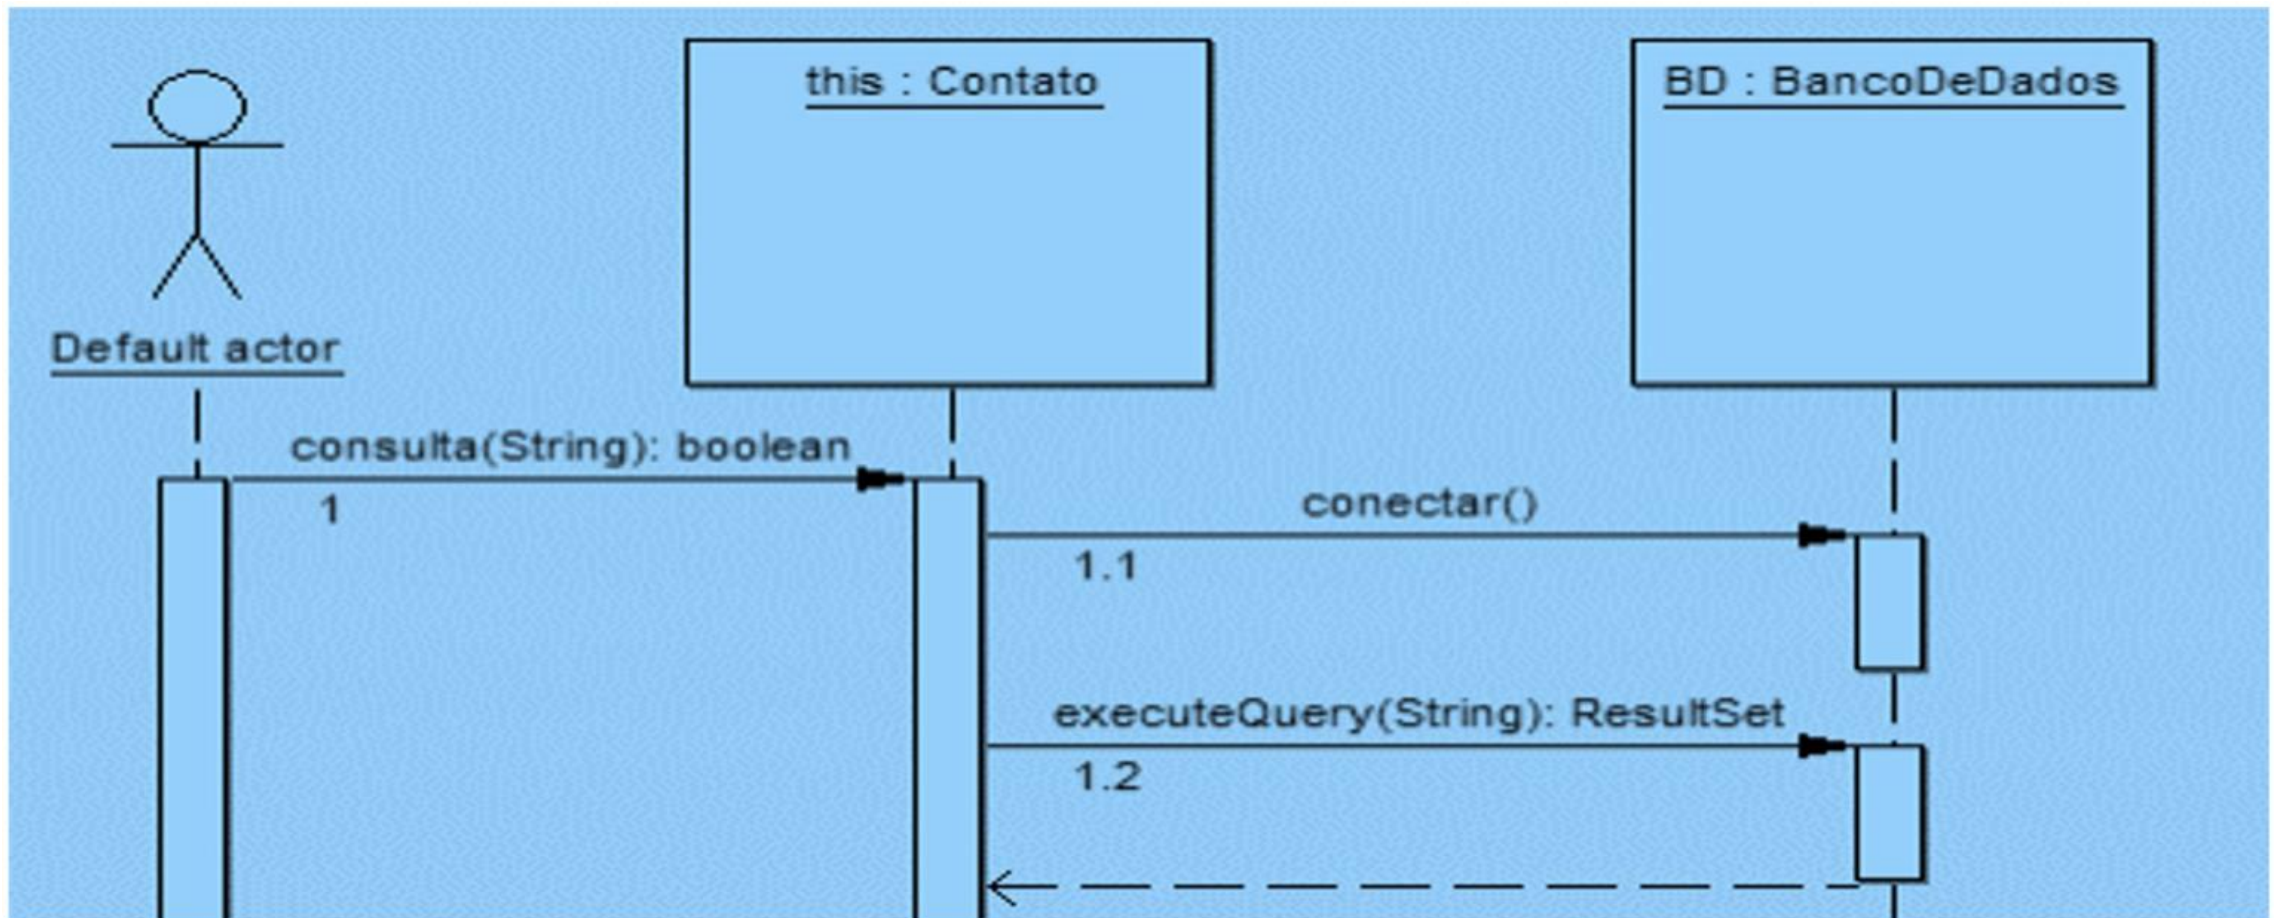 this : Contato
BD : BancoDeDados
Default actor
consulta(String): boolean
1
conectar()
1.1
executeQuery(String): ResultSet
1.2